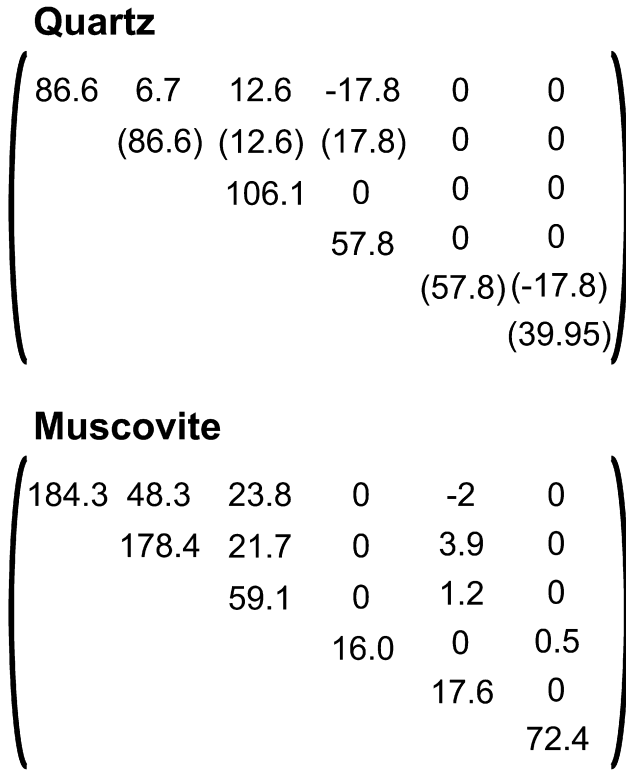 Quartz
86.6 6.7 12.6 -17.8 0 0
(86.6) (12.6) (17.8) 0 0
106.1 0 0 0
57.8 0 0
(57.8) (-17.8)
(39.95)
Muscovite
184.3 48.3 23.8 0 -2 0
178.4 21.7 0 3.9 0
59.1 0 1.2 0
16.0 0 0.5
17.6 0
72.4